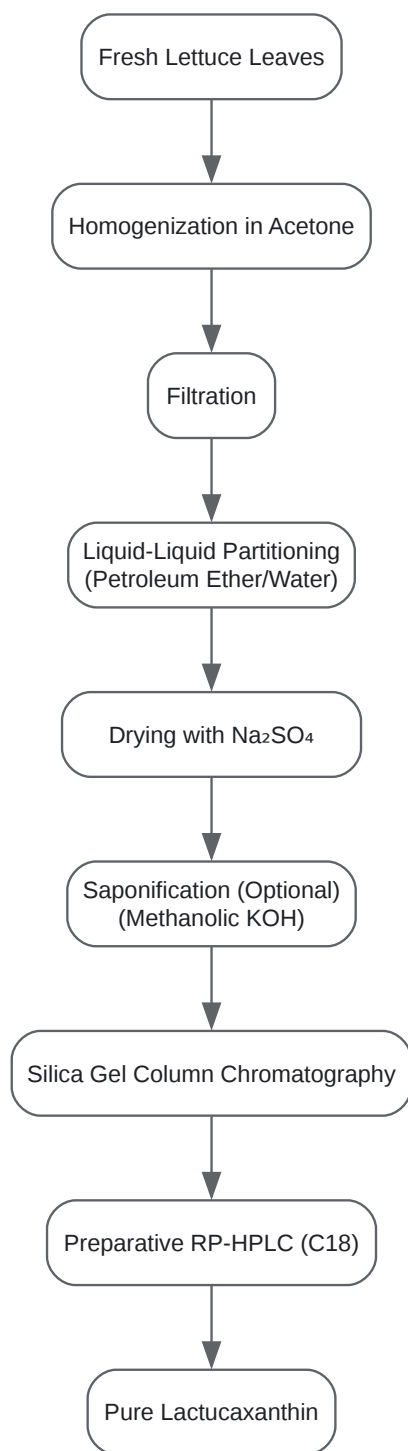 Fresh Lettuce Leaves
Homogenization in Acetone
Filtration
Liquid-Liquid Partitioning
(Petroleum Ether/Water)
Drying with Na₂SO₄
Saponification (Optional)
(Methanolic KOH)
Silica Gel Column Chromatography
Preparative RP-HPLC (C18)
Pure Lactucaxanthin